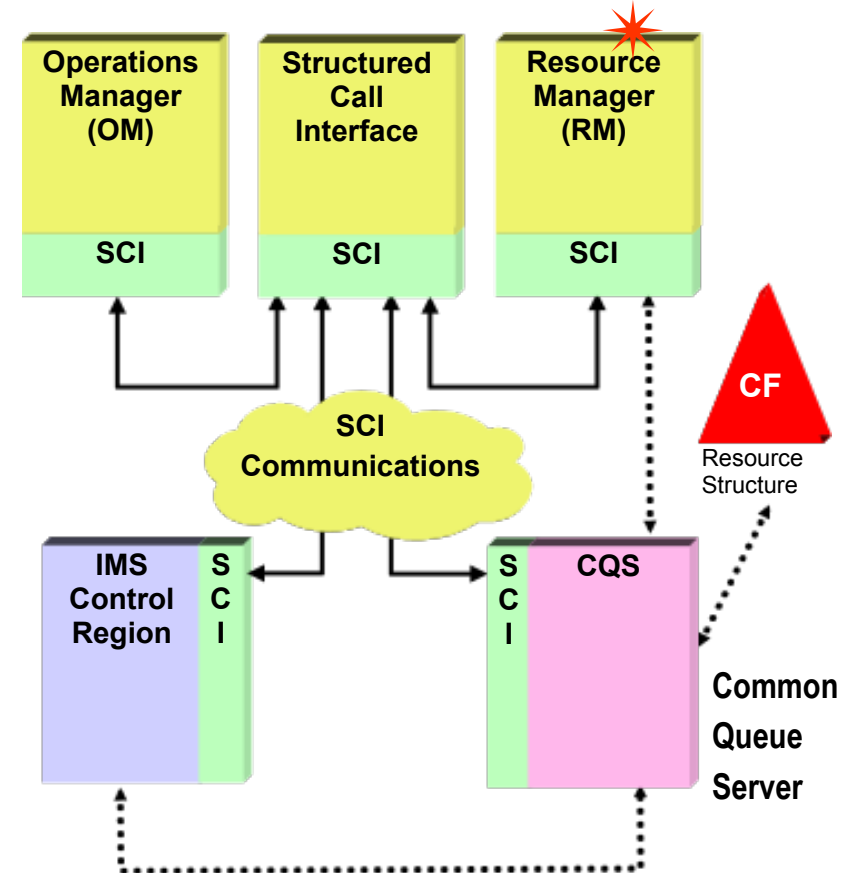 Operations
Manager
(OM)
SCI
Structured
Call
Interface
SCI
Resource
Manager
(RM)
SCI
CF
Resource
Structure
SCI
Communications
IMS
Control
Region
S
C
I
S
C
I
CQS
Common
Queue
Server